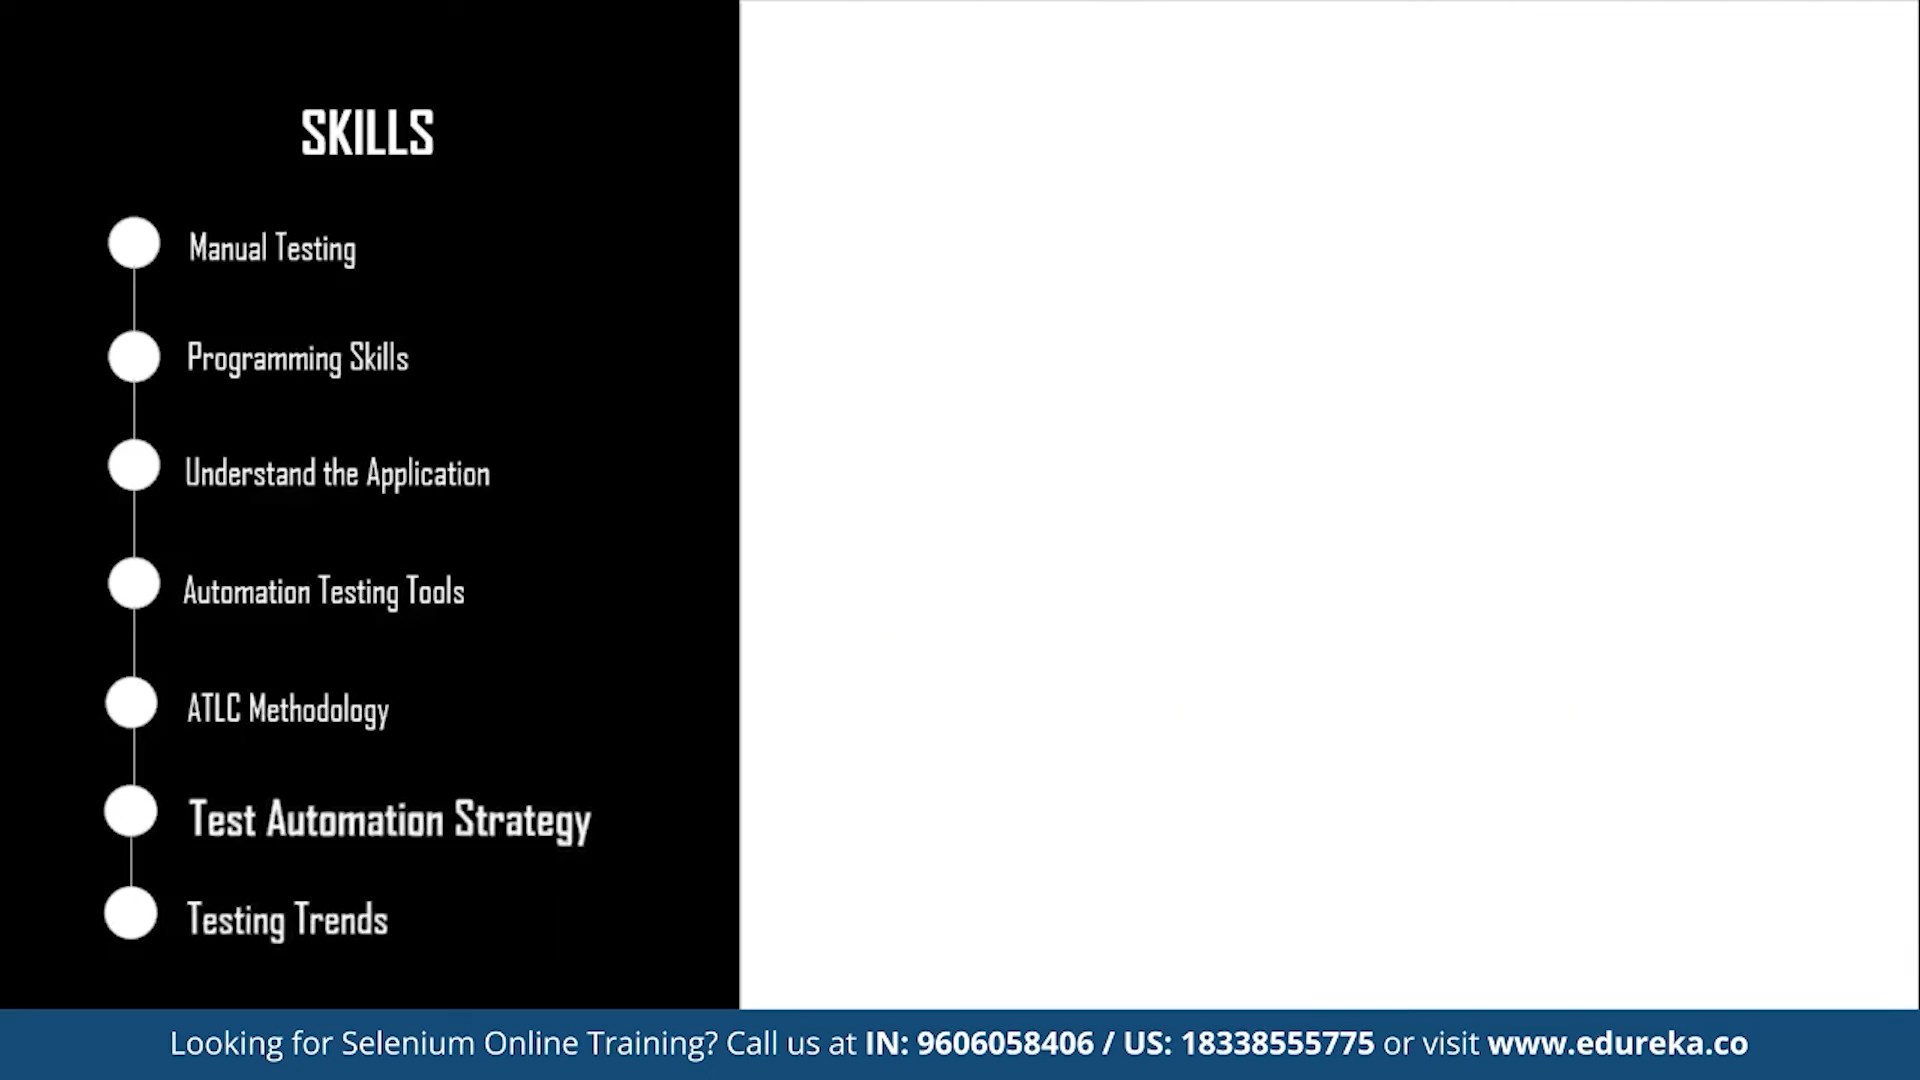 SKILLS
Manual Testing
Programming Skills
Understand the Application
Automation Testing Tools
ATLC Methodology
Test Automation Strategy
Testing Trends
Looking for Selenium Online Training? Call us at IN: 9606058406 / US: 18338555775 or visit www.edureka.co